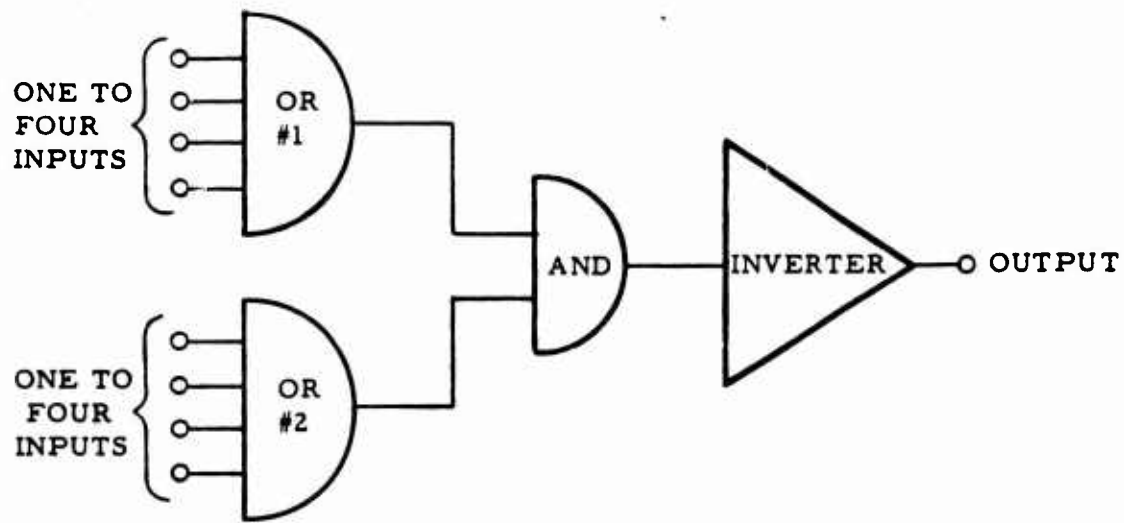 ONE TO
FOUR
INPUTS
OR
#1
AND
INVERTER
OUTPUT
ONE TO
FOUR
INPUTS
OR
#2